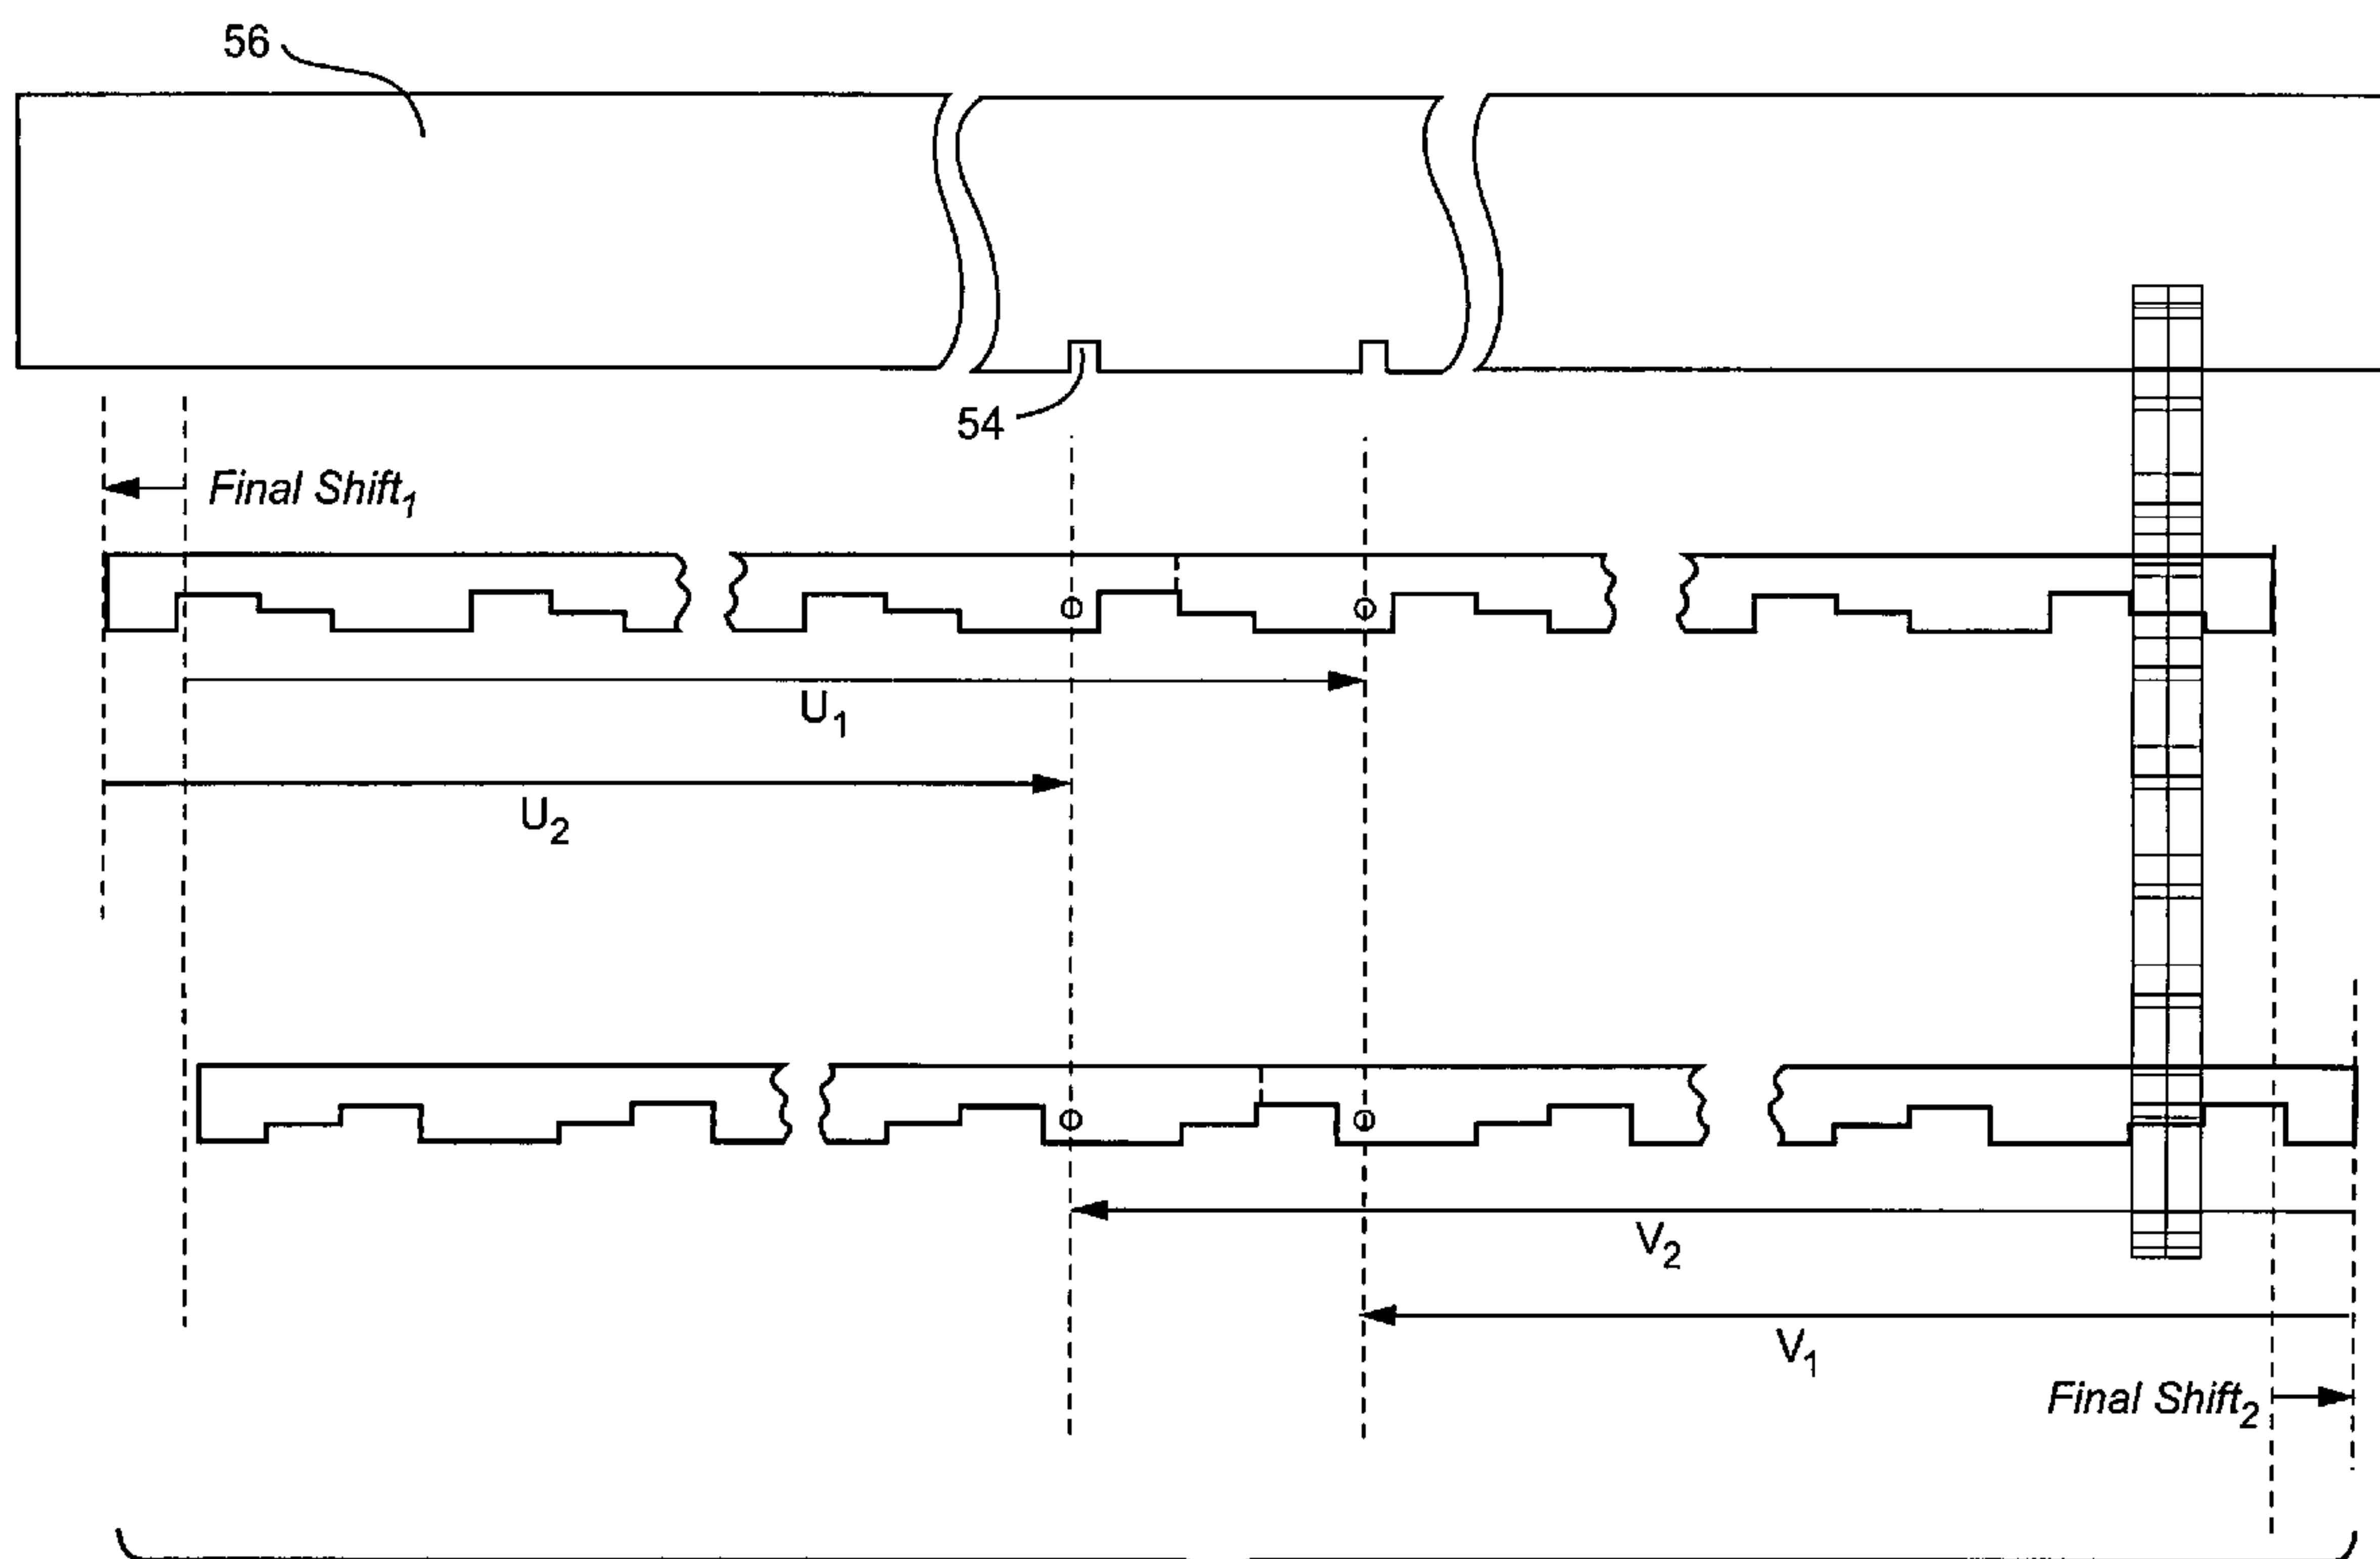 56
54
Final Shift₁
U₁
U₂
V₂
V₁
Final Shift₂